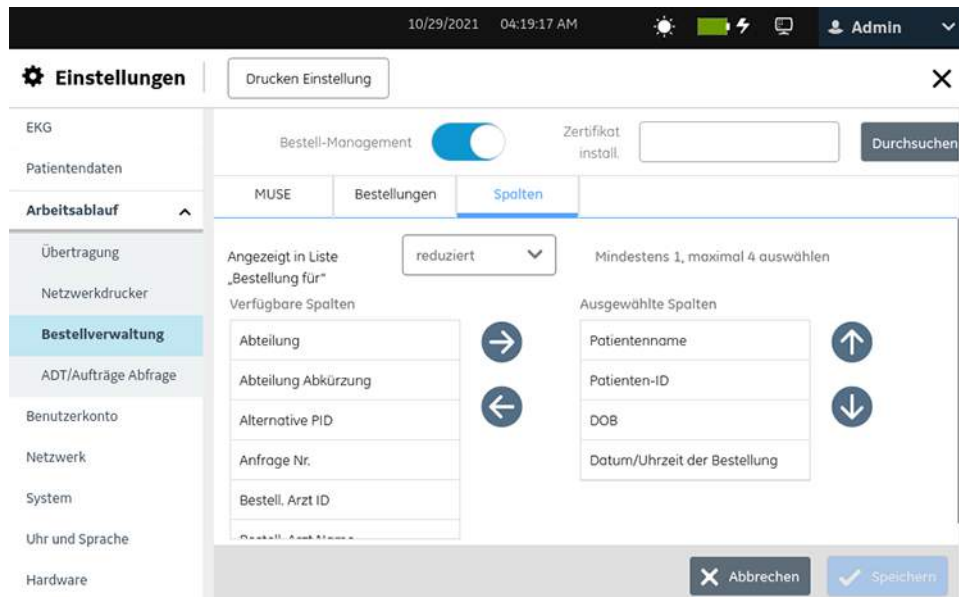 10/29/2021 04:19:17 AM
Admin
Einstellungen
Drucken Einstellung
EKG
Patientendaten
Arbeitsablauf
Übertragung
Netzwerkdrucker
Bestellverwaltung
ADT/Aufträge Abfrage
Benutzerkonto
Netzwerk
System
Uhr und Sprache
Hardware
Bestell-Management
Zertifikat
install.
Durchsuchen
MUSE
Bestellungen
Spalten
Angezeigt in Liste
„Bestellung für"
reduziert
Mindestens 1, maximal 4 auswählen
Verfügbare Spalten
Abteilung
Abteilung Abkürzung
Alternative PID
Anfrage Nr.
Bestell. Arzt ID
Bestell. Arzt Name
Ausgewählte Spalten
Patientenname
Patienten-ID
DOB
Datum/Uhrzeit der Bestellung
Abbrechen
Speichern